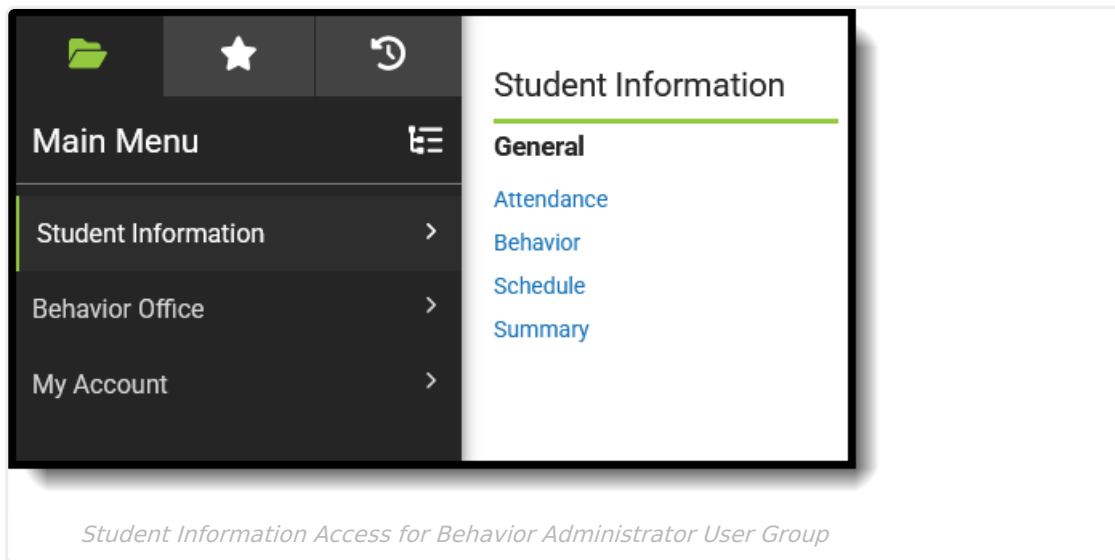 Main Menu
Student Information
Behavior Office
My Account
Student Information
General
Attendance
Behavior
Schedule
Summary
Student Information Access for Behavior Administrator User Group